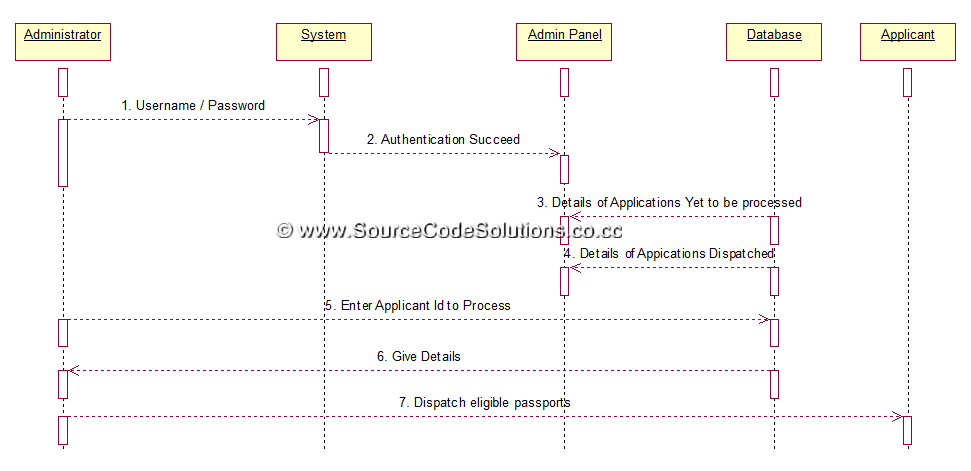 Administrator
System
Admin Panel
Database
Applicant
1. Username / Password
2. Authentication Succeed
3. Details of Applications Yet to be processed
© www.SourceCodeSolutions.co.cc
4. Details of Appications Dispatched
5. Enter Applicant Id to Process
6. Give Details
7. Dispatch eligible passports